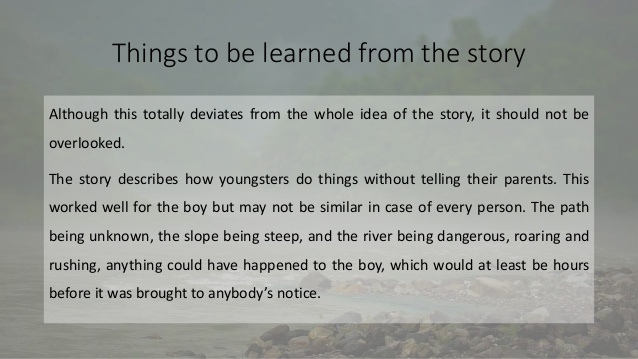 Things to be learned from the story
Although this totally deviates from the whole idea of the story, it should not be
overlooked.
The story describes how youngsters do things without telling their parents. This
worked well for the boy but may not be similar in case of every person. The path
being unknown, the slope being steep, and the river being dangerous, roaring and
rushing, anything could have happened to the boy, which would at least be hours
before it was brought to anybody’s notice.